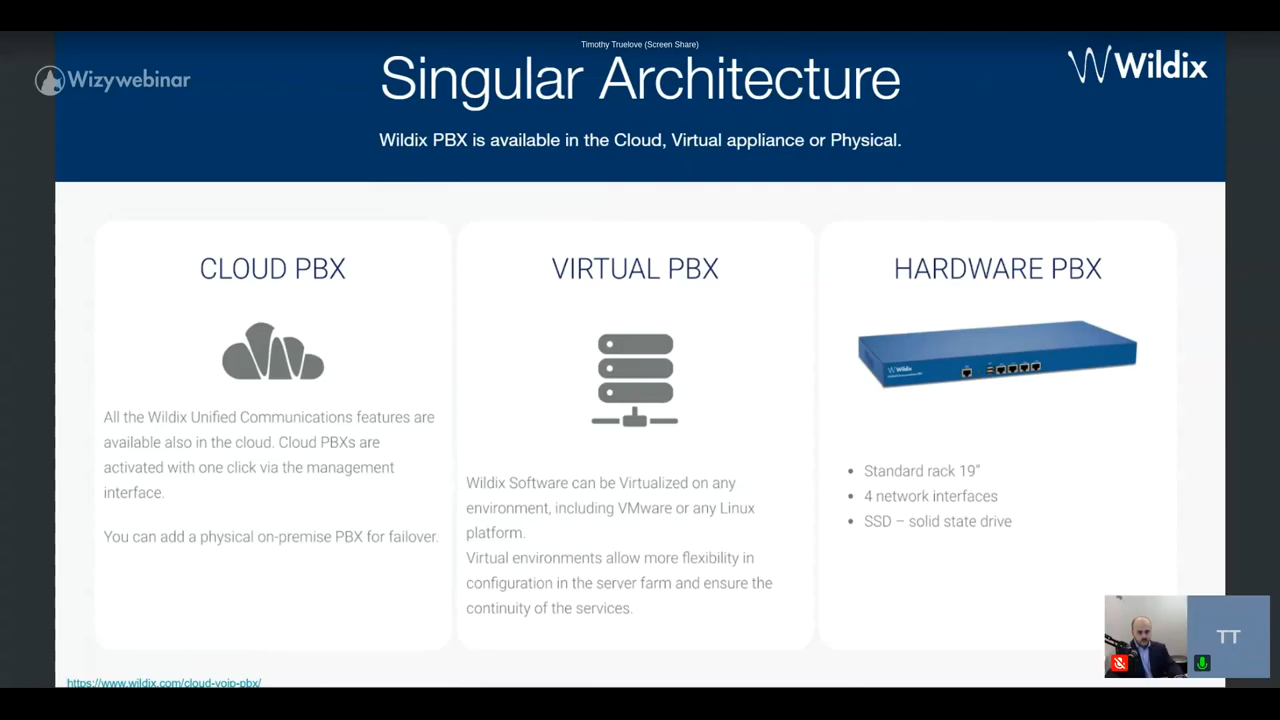 Timothy Truelove (Screen Share)
Wizywebinar
Singular Architecture
Wildix
Wildix PBX is available in the Cloud, Virtual appliance or Physical.
CLOUD PBX
All the Wildix Unified Communications features are
available also in the cloud. Cloud PBXs are
activated with one click via the management
interface.
You can add a physical on-premise PBX for failover.
VIRTUAL PBX
Wildix Software can be Virtualized on any
environment, including VMware or any Linux
platform.
Virtual environments allow more flexibility in
configuration in the server farm and ensure the
continuity of the services.
HARDWARE PBX
Wildix
• Standard rack 19"
• 4 network interfaces
• SSD – solid state drive
TT
https://www.wildix.com/cloud-voip-pbx/